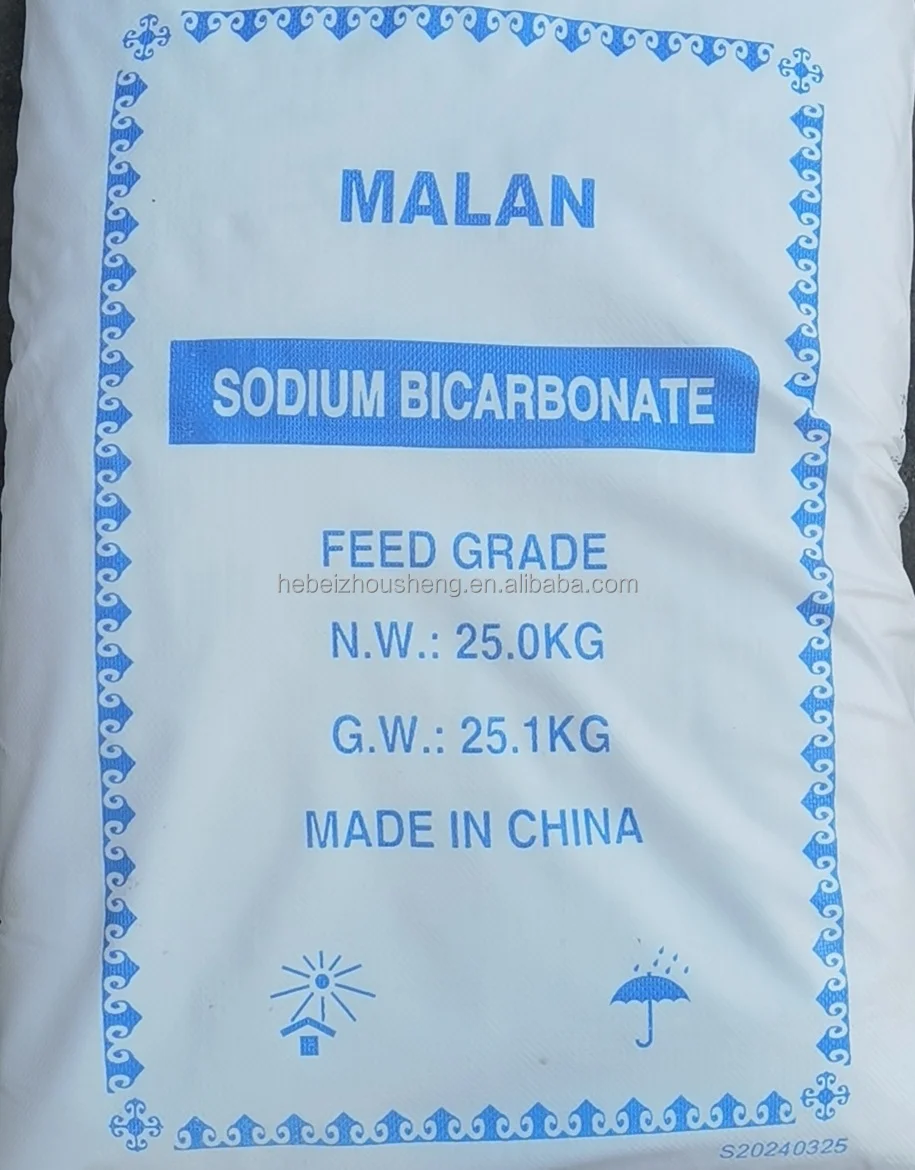 MALAN
SODIUM BICARBONATE
FEED GRADE
hebeizhousheng.en.alibaba.com
N.W.: 25.0KG
G.W.: 25.1KG
MADE IN CHINA
S20240325